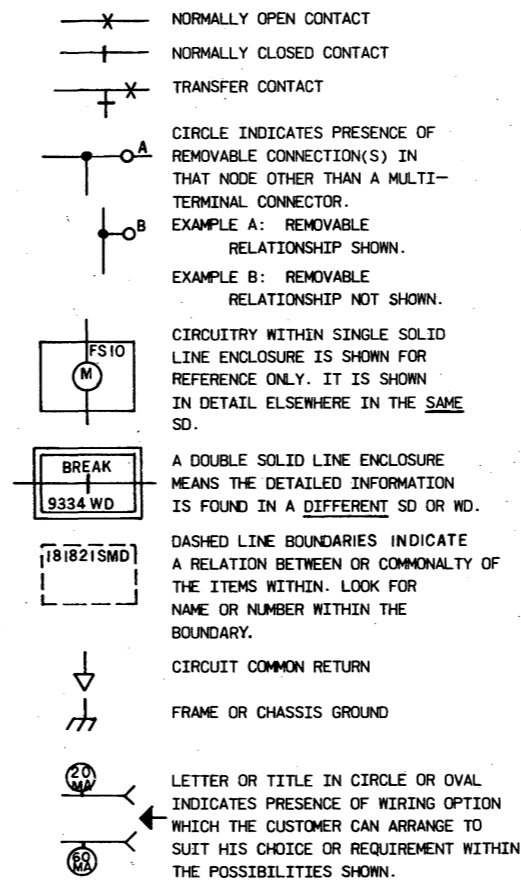 NORMALLY OPEN CONTACT
NORMALLY CLOSED CONTACT
TRANSFER CONTACT
A
CIRCLE INDICATES PRESENCE OF
REMOVABLE CONNECTION(S) IN
THAT NODE OTHER THAN A MULTI-
TERMINAL CONNECTOR.
B
EXAMPLE A: REMOVABLE
RELATIONSHIP SHOWN.
EXAMPLE B: REMOVABLE
RELATIONSHIP NOT SHOWN.
FS10
M
CIRCUITRY WITHIN SINGLE SOLID
LINE ENCLOSURE IS SHOWN FOR
REFERENCE ONLY. IT IS SHOWN
IN DETAIL ELSEWHERE IN THE SAME
SD.
BREAK
9334 WD
A DOUBLE SOLID LINE ENCLOSURE
MEANS THE DETAILED INFORMATION
IS FOUND IN A DIFFERENT SD OR WD.
181821SMD
DASHED LINE BOUNDARIES INDICATE
A RELATION BETWEEN OR COMMONALTY OF
THE ITEMS WITHIN. LOOK FOR
NAME OR NUMBER WITHIN THE
BOUNDARY.
CIRCUIT COMMON RETURN
FRAME OR CHASSIS GROUND
20
MA
60
MA
LETTER OR TITLE IN CIRCLE OR OVAL
INDICATES PRESENCE OF WIRING OPTION
WHICH THE CUSTOMER CAN ARRANGE TO
SUIT HIS CHOICE OR REQUIREMENT WITHIN
THE POSSIBILITIES SHOWN.